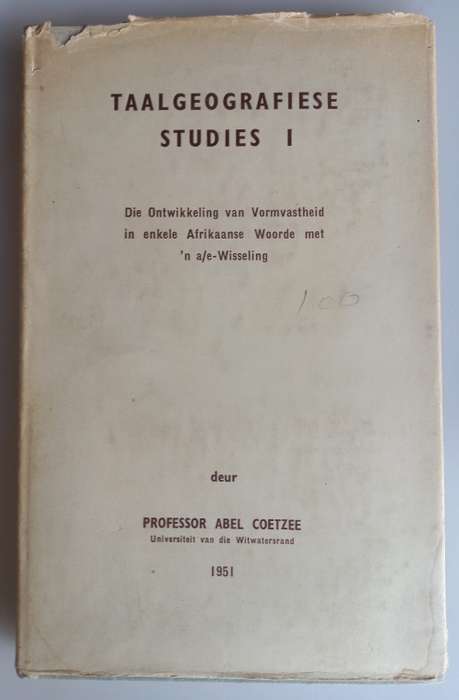 TAALGEOGRAFIESE
STUDIES I
Die Ontwikkeling van Vormvastheid
in enkele Afrikaanse Woorde met
'n a/e-Wisseling
1 00
deur
PROFESSOR ABEL COETZEE
Universiteit van die Witwatersrand
1951